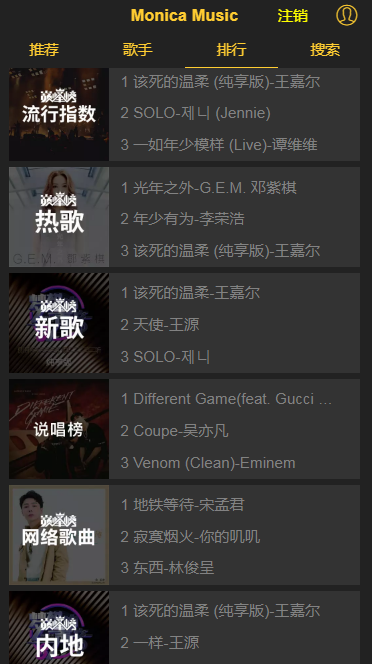 Monica Music
注销
推荐
歌手
排行
搜索
巅峰榜
流行指数
1 该死的温柔 (纯享版)-王嘉尔
2 SOLO-제니 (Jennie)
3 一如年少模样 (Live)-谭维维
巅峰榜
热歌
G.E.M. 邓紫棋
1 光年之外-G.E.M. 邓紫棋
2 年少有为-李荣浩
3 该死的温柔 (纯享版)-王嘉尔
巅峰榜
新歌
1 该死的温柔-王嘉尔
2 天使-王源
3 SOLO-제니
说唱榜
1 Different Game(feat. Gucci ...
2 Coupe-吴亦凡
3 Venom (Clean)-Eminem
巅峰榜
网络歌曲
1 地铁等待-宋孟君
2 寂寞烟火-你的叽叽
3 东西-林俊呈
巅峰榜
内地
1 该死的温柔 (纯享版)-王嘉尔
2 一样-王源